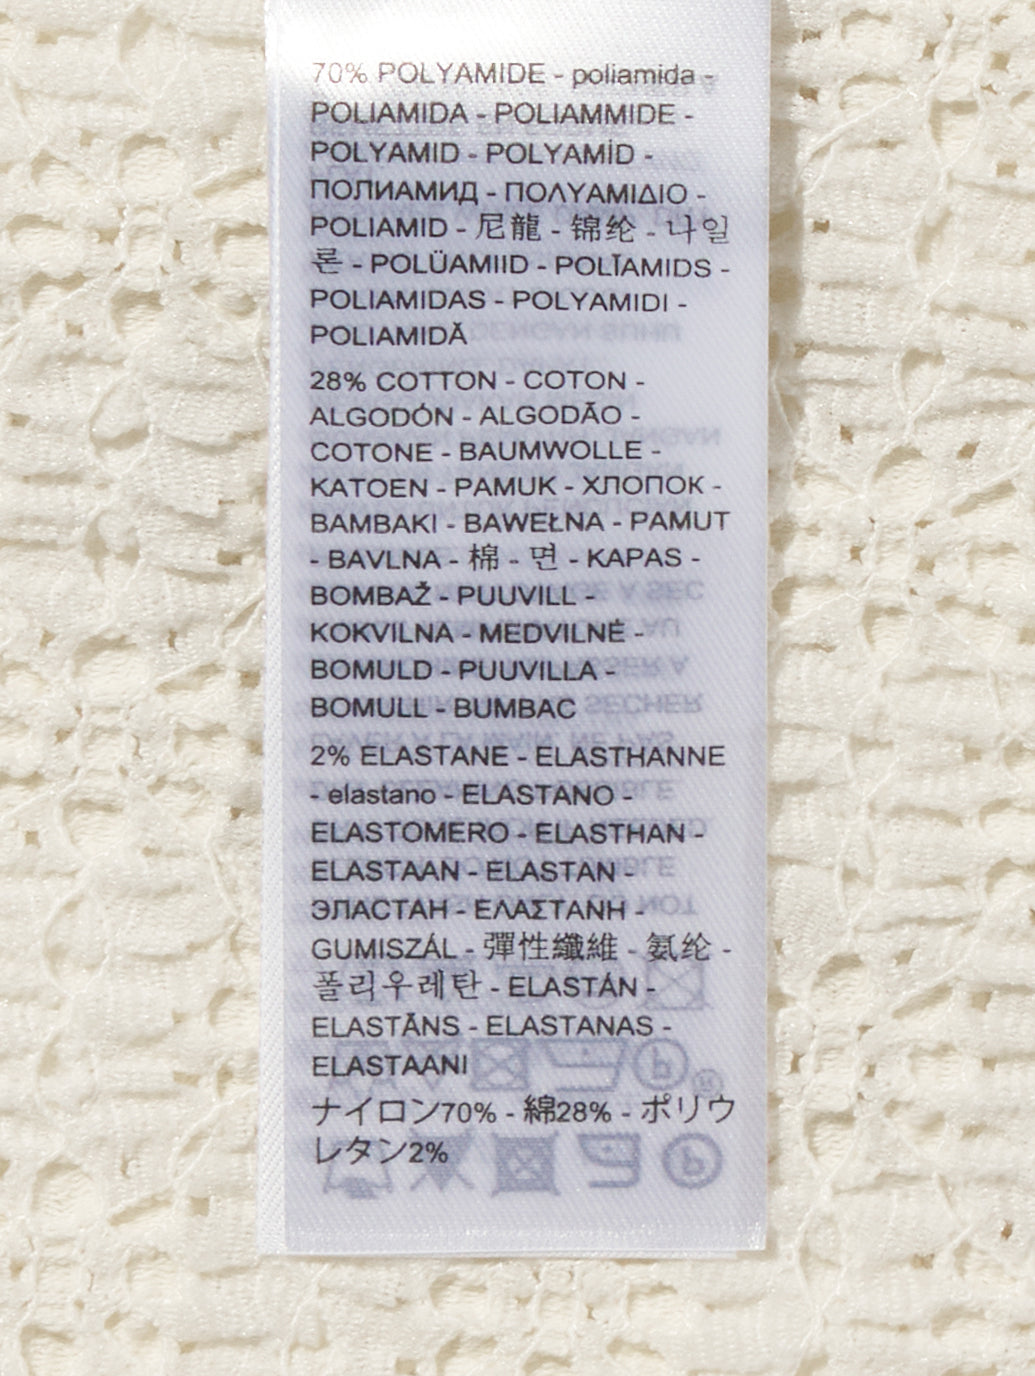 70% POLYAMIDE - poliamida -
POLIAMIDA - POLIAMMIDE -
POLYAMID - POLYAMİD -
ПОЛИАМИД - ΠΟΛΥΑΜΙΔΙΟ -
POLIAMID - 尼龍 - 锦纶 - 나일
론 - POLÜAMIID - POLĪAMIDS -
POLIAMIDAS - POLYAMIDI -
POLIAMIDĂ
28% COTTON - COTON -
ALGODÓN - ALGODÃO -
COTONE - BAUMWOLLE -
KATOEN - PAMUK - ХЛОПОК -
BAMBAKI - BAWEŁNA - PAMUT
- BAVLNA - 棉 - 면 - KAPAS -
BOMBAŽ - PUUVILL -
KOKVILNA - MEDVILNĖ -
BOMULD - PUUVILLA -
BOMULL - BUMBAC
2% ELASTANE - ELASTHANNE
- elastano - ELASTANO -
ELASTOMERO - ELASTHAN -
ELASTAAN - ELASTAN -
ЭЛАСТАН - ΕΛΑΣΤΑΝΗ -
GUMISZÁL - 彈性纖維 - 氨纶 -
폴리우레탄 - ELASTÁN -
ELASTĀNS - ELASTANAS -
ELASTAANI
ナイロン70% - 綿28% - ポリウ
レタン2%